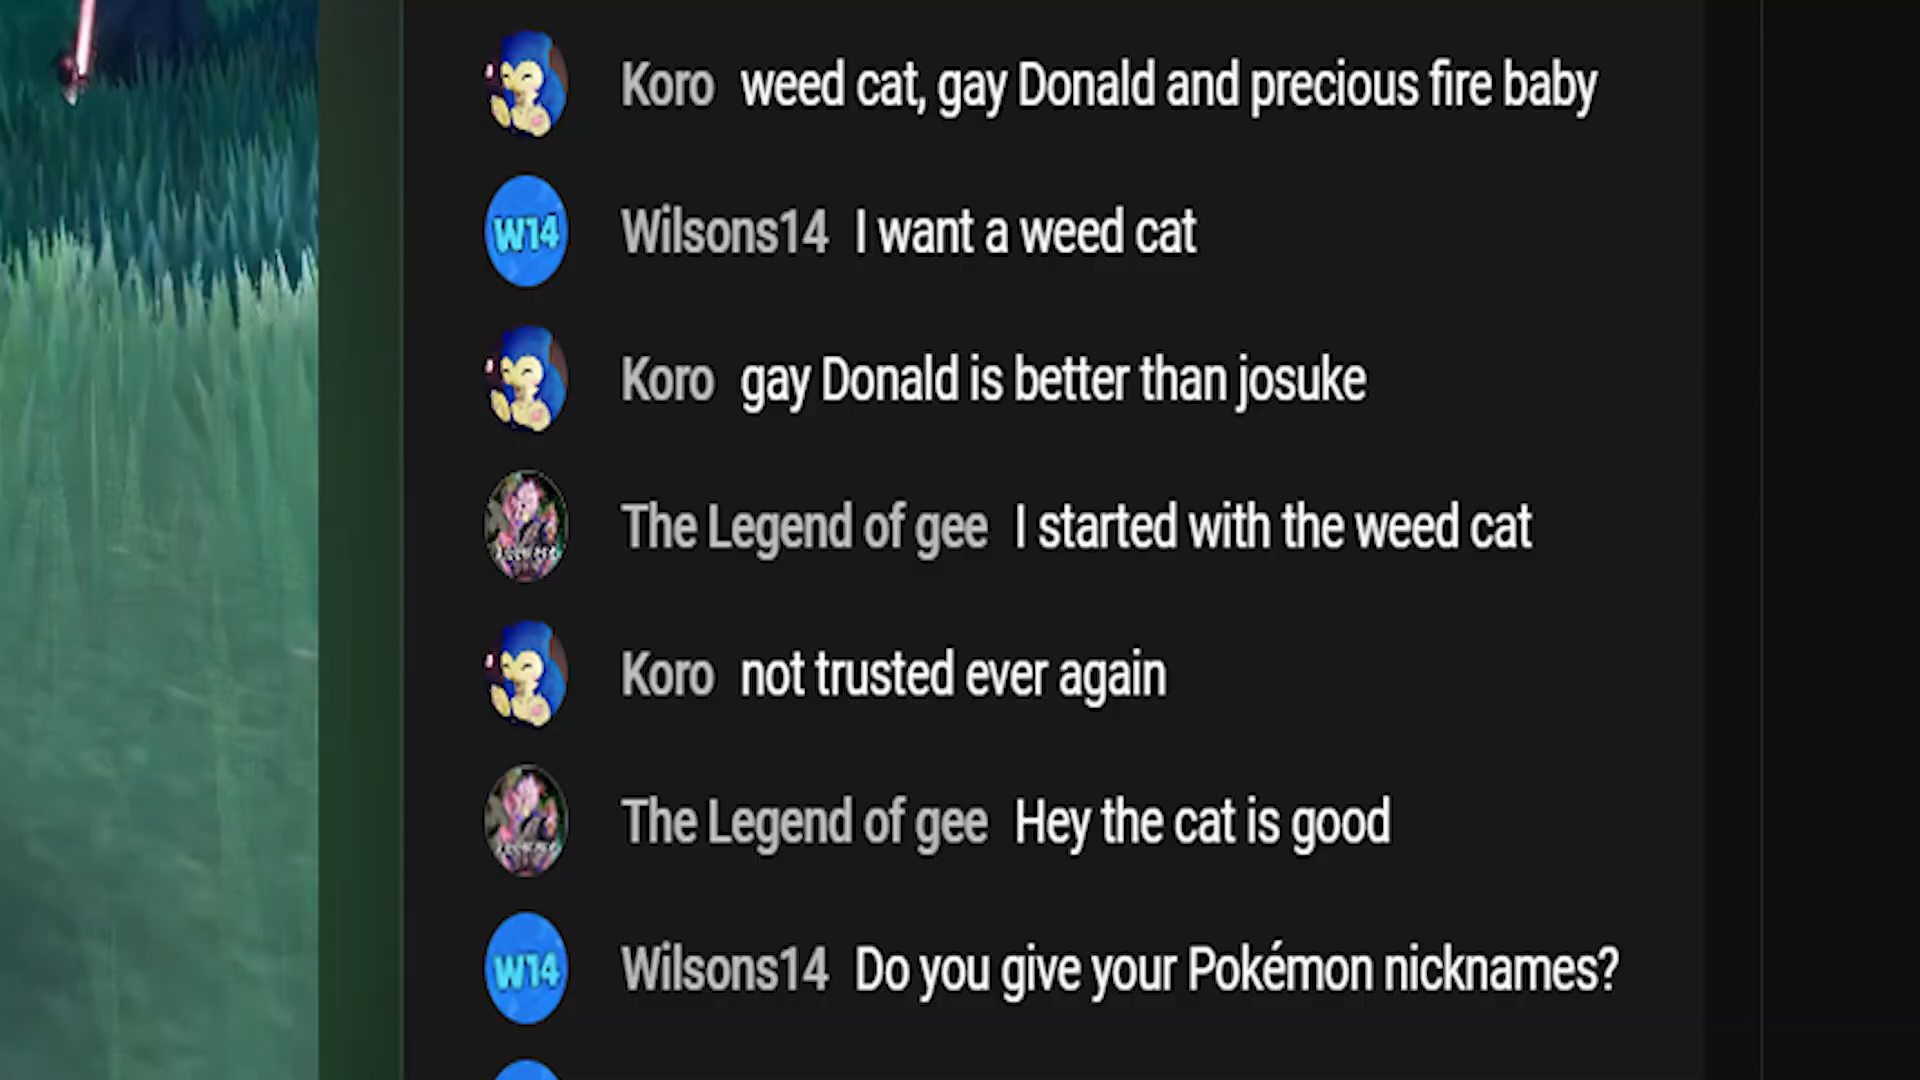 Koro weed cat, gay Donald and precious fire baby
W14 Wilsons14 I want a weed cat
Koro gay Donald is better than josuke
The Legend of gee I started with the weed cat
Koro not trusted ever again
The Legend of gee Hey the cat is good
W14 Wilsons14 Do you give your Pokémon nicknames?